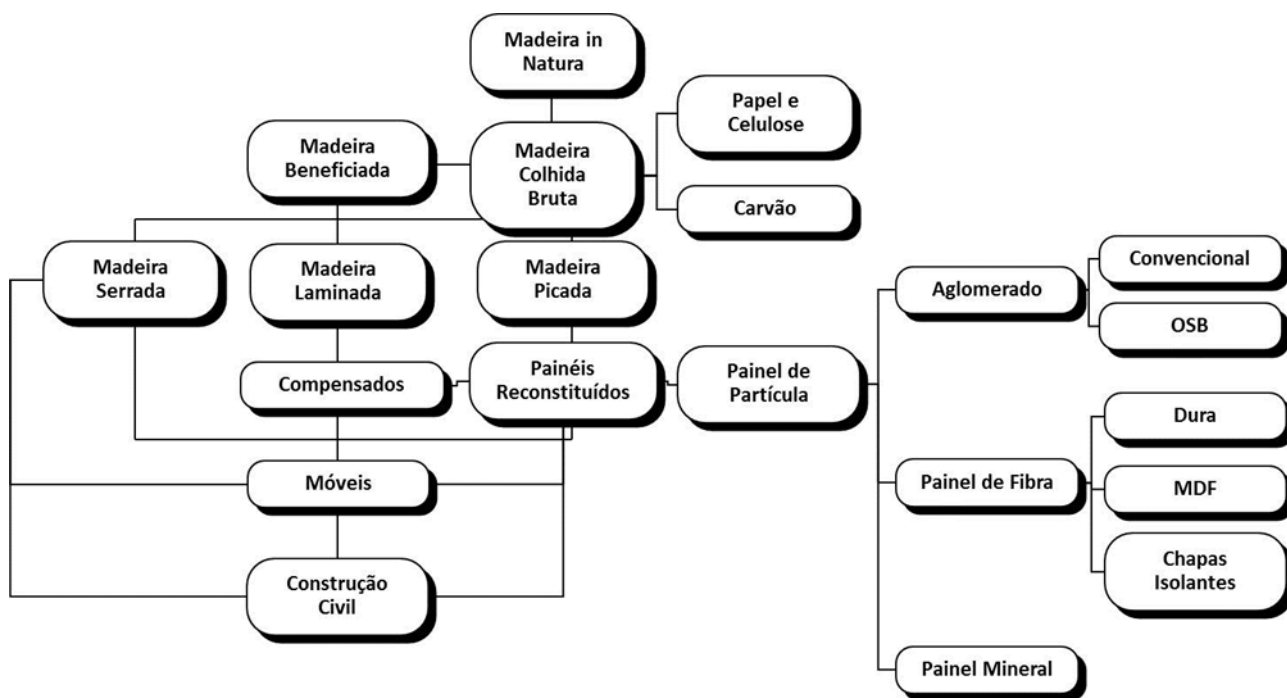 Madeira in
Natura
Papel e
Celulose
Madeira
Beneficiada
Madeira
Colhida
Bruta
Carvão
Madeira
Serrada
Madeira
Laminada
Madeira
Picada
Aglomerado
Convencional
OSB
Compensados
Painéis
Reconstituídos
Painel de
Partícula
Dura
Móveis
Painel de Fibra
MDF
Chapas
Isolantes
Construção
Civil
Painel Mineral